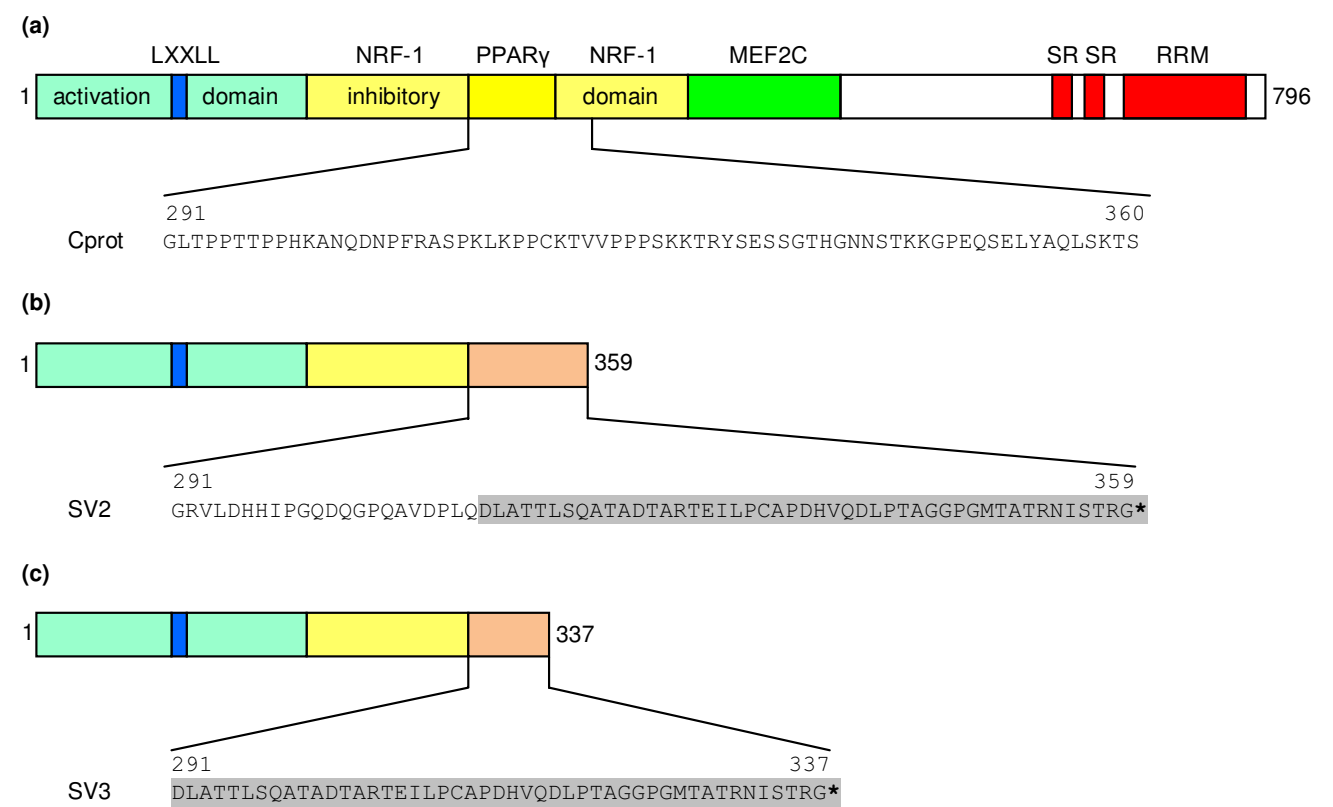 (a)
LXXLL NRF-1 PPARγ NRF-1 MEF2C SR SR RRM
1 activation domain inhibitory domain 796
291 360
Cprot GLTPPTTPPHKANQDNPFRASPKLKPPCKTVVPPPSKKTRYSESSGTHGNNSTKKGPEQSELYAQLSKTS
(b)
1 359
291 359
SV2 GRVLDHHIPGQDQGPQAVDPLQDLATTLSQATADTARTEILPCAPDHVQDLPTAGGPGMTATRNISTRG*
(c)
1 337
291 337
SV3 DLATTLSQATADTARTEILPCAPDHVQDLPTAGGPGMTATRNISTRG*